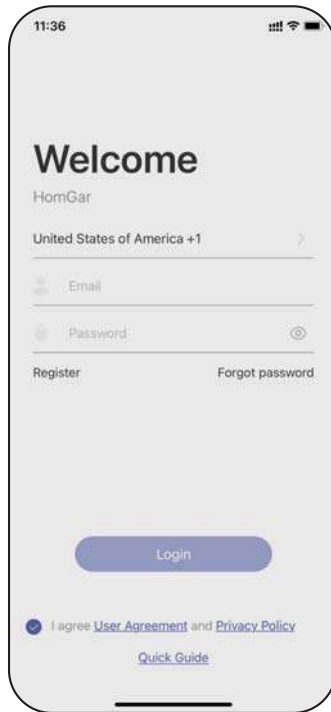 11:36
Welcome
HomGar
United States of America +1
Email
Password
Register Forgot password
Login
I agree User Agreement and Privacy Policy
Quick Guide